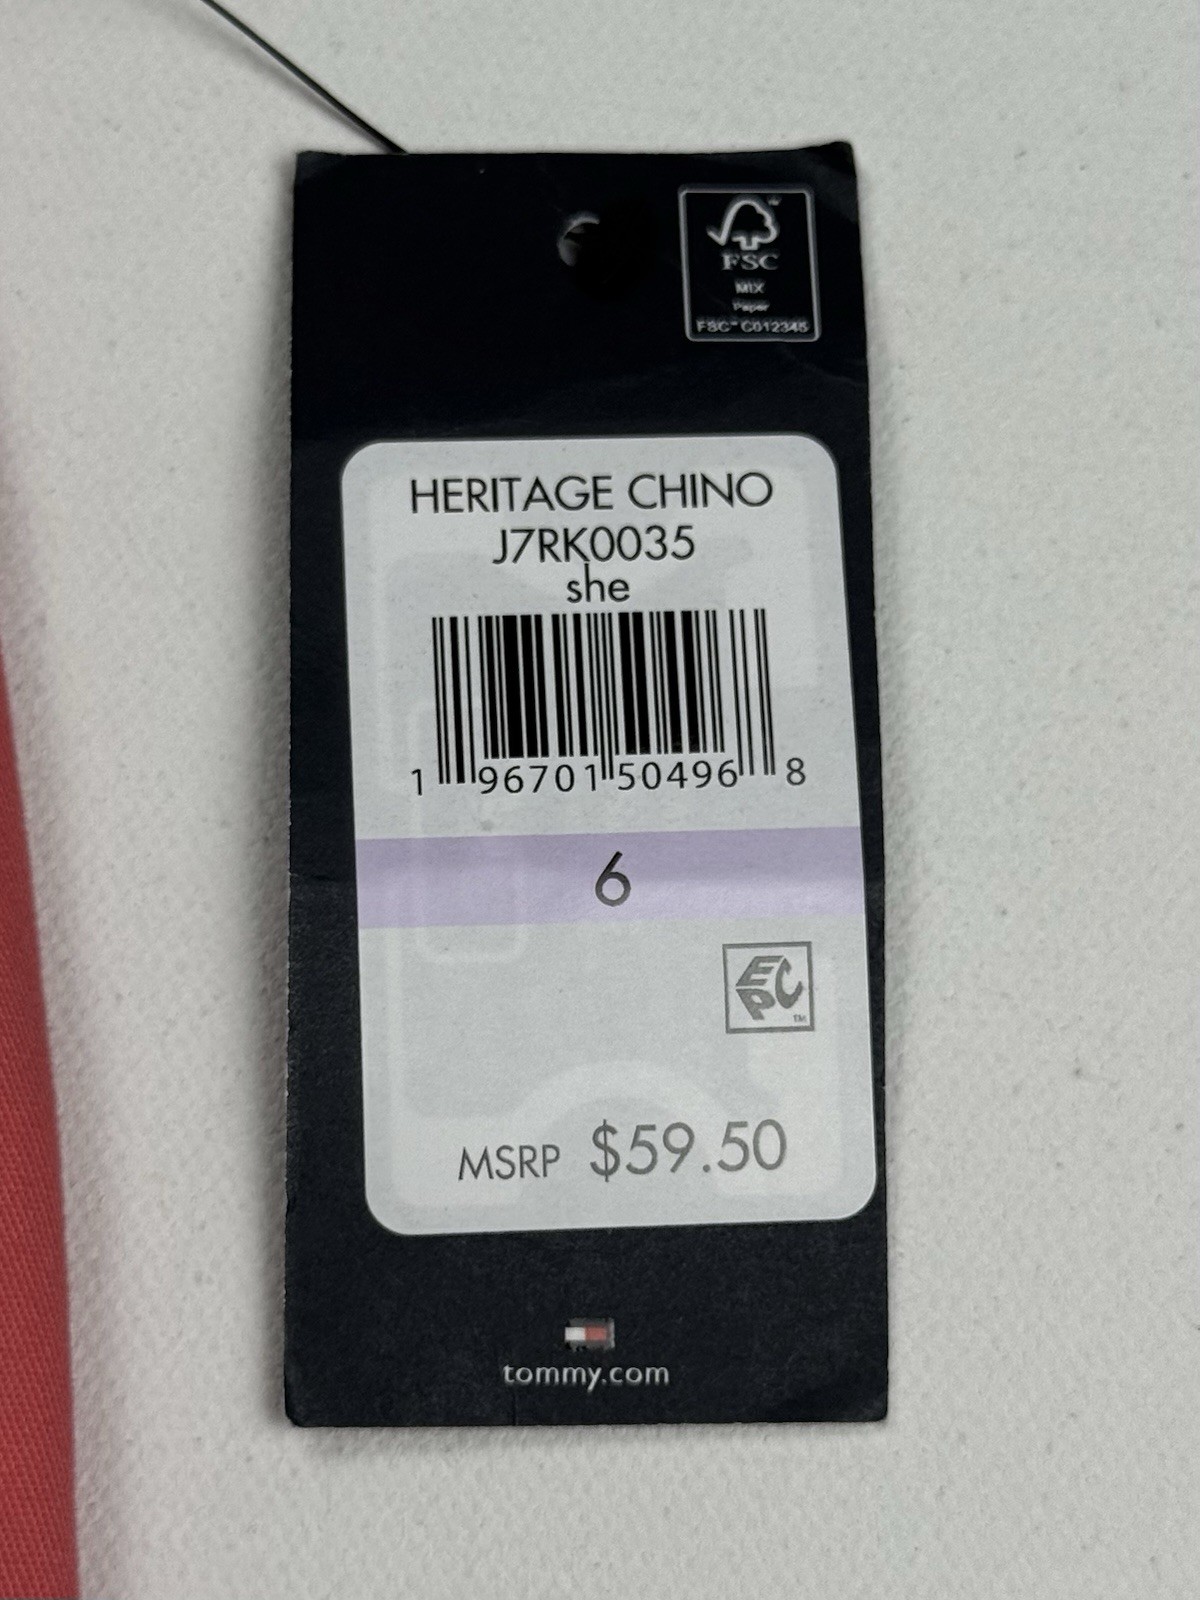 FSC
MIX
Paper
FSC™ C012345
HERITAGE CHINO
J7RK0035
she
1 96701 50496 8
6
EPC
TM
MSRP $59.50
tommy.com